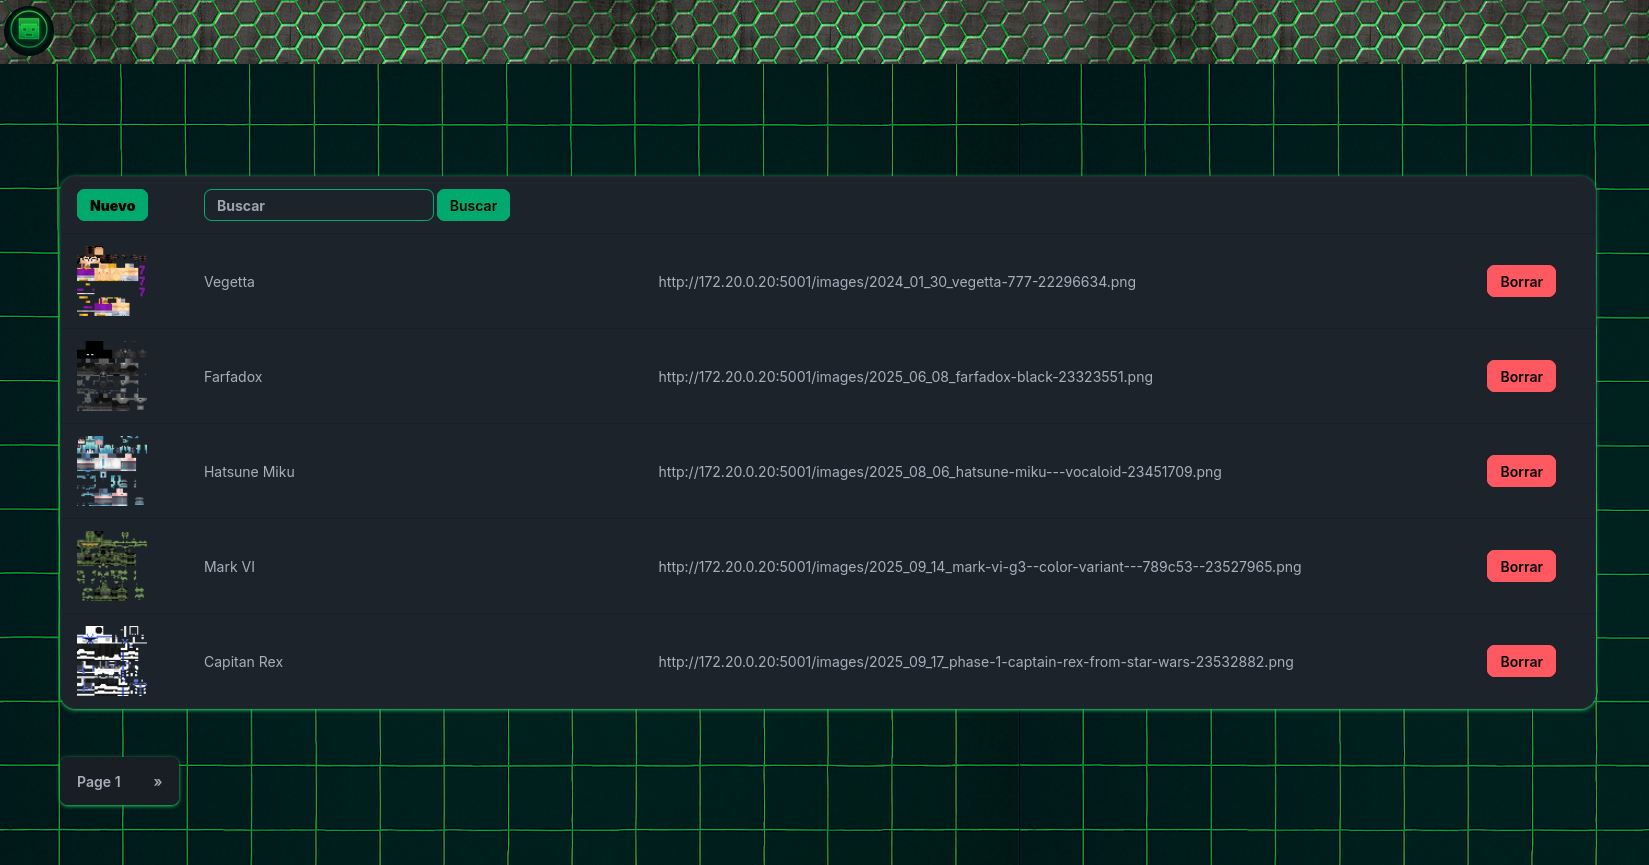 Nuevo Buscar Buscar
Vegetta http://172.20.0.20:5001/images/2024_01_30_vegetta-777-22296634.png Borrar
Farfadox http://172.20.0.20:5001/images/2025_06_08_farfadox-black-23323551.png Borrar
Hatsune Miku http://172.20.0.20:5001/images/2025_08_06_hatsune-miku---vocaloid-23451709.png Borrar
Mark VI http://172.20.0.20:5001/images/2025_09_14_mark-vi-g3--color-variant---789c53--23527965.png Borrar
Capitan Rex http://172.20.0.20:5001/images/2025_09_17_phase-1-captain-rex-from-star-wars-23532882.png Borrar
Page 1 »